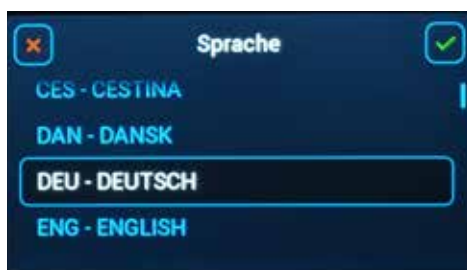 Sprache
CES - CESTINA
DAN - DANSK
DEU - DEUTSCH
ENG - ENGLISH